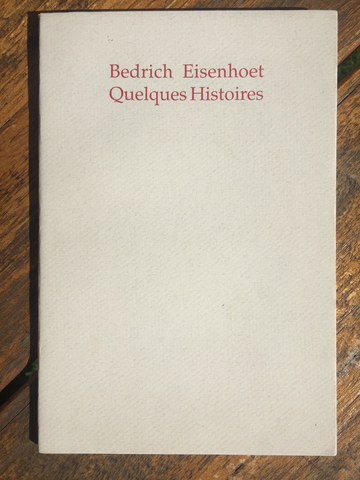 Bedrich Eisenhoet
Quelques Histoires